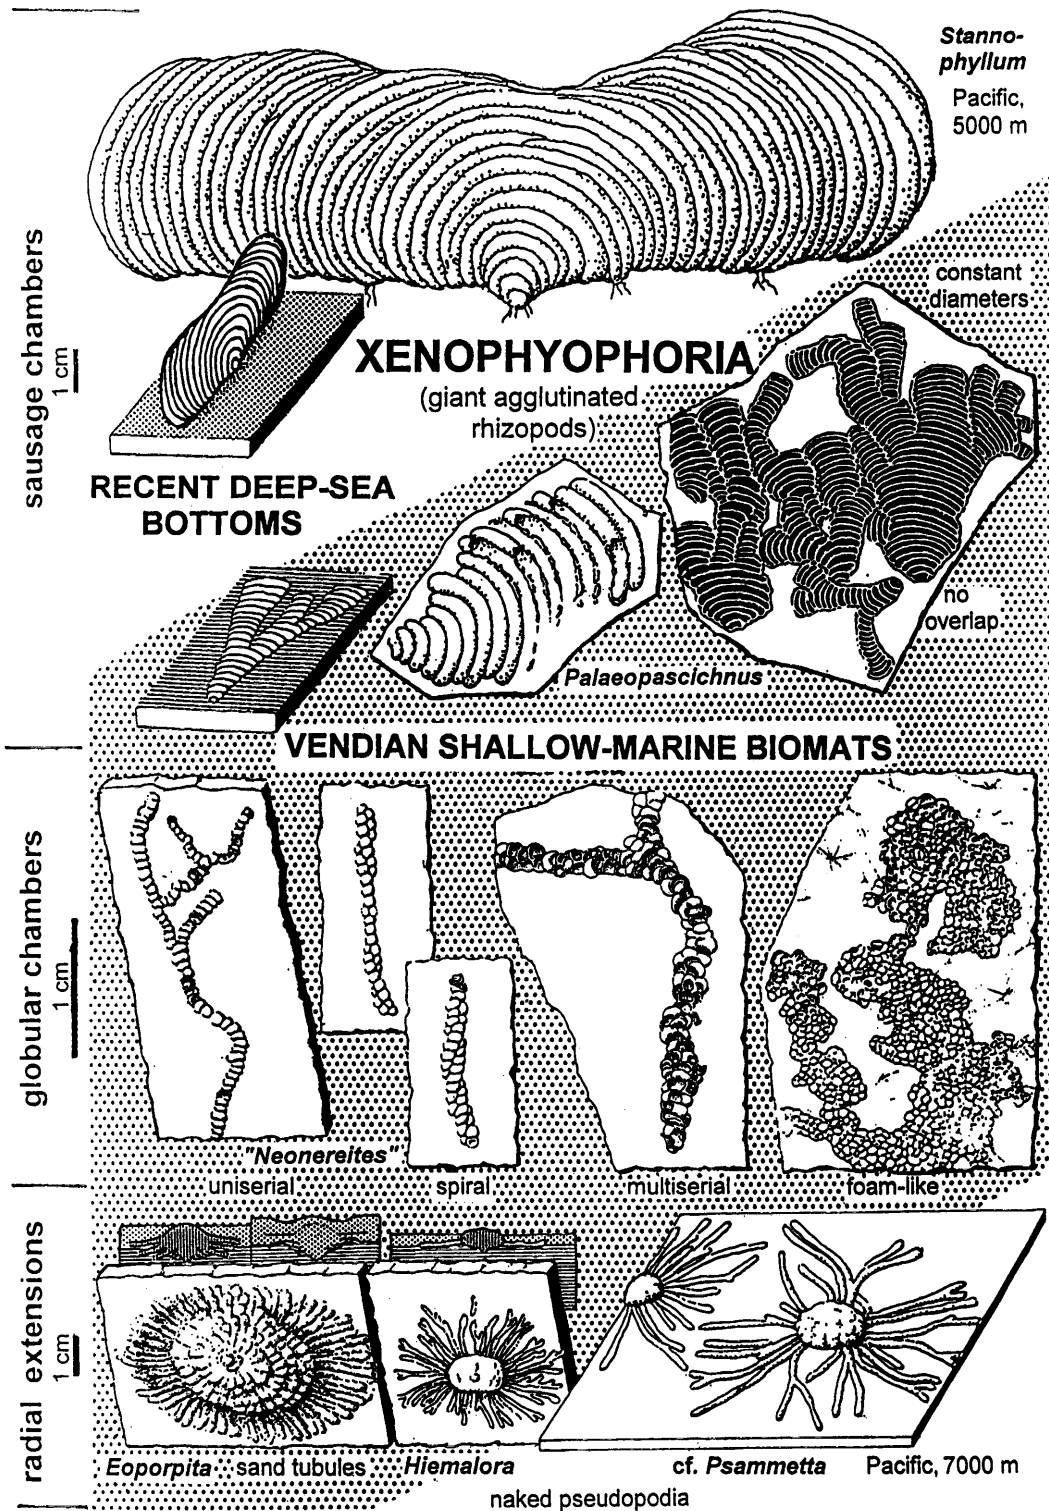 Stanno-
phyllum
Pacific,
5000 m
constant
diameters
sausage chambers
1 cm
XENOPHYOPHORIA
(giant agglutinated
rhizopods)
RECENT DEEP-SEA
BOTTOMS
no
overlap
Palaeopascichnus
VENDIAN SHALLOW-MARINE BIOMATS
globular chambers
1 cm
"Neonereites"
uniserial
spiral
multiserial
foam-like
radial extensions
1 cm
Eoporpita
sand tubules
Hiemalora
cf. Psammetta
Pacific, 7000 m
naked pseudopodia